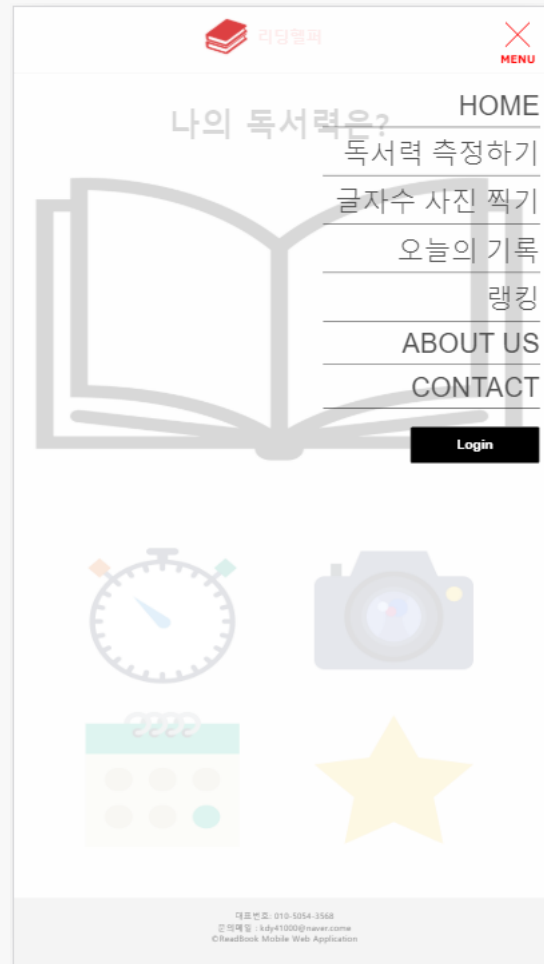 리딩헬퍼
MENU
HOME
나의 독서력은?
독서력 측정하기
글자수 사진 찍기
오늘의 기록
랭킹
ABOUT US
CONTACT
Login
대표번호: 010-5054-3568
문의메일 : kdy41000@naver.come
©ReadBook Mobile Web Application